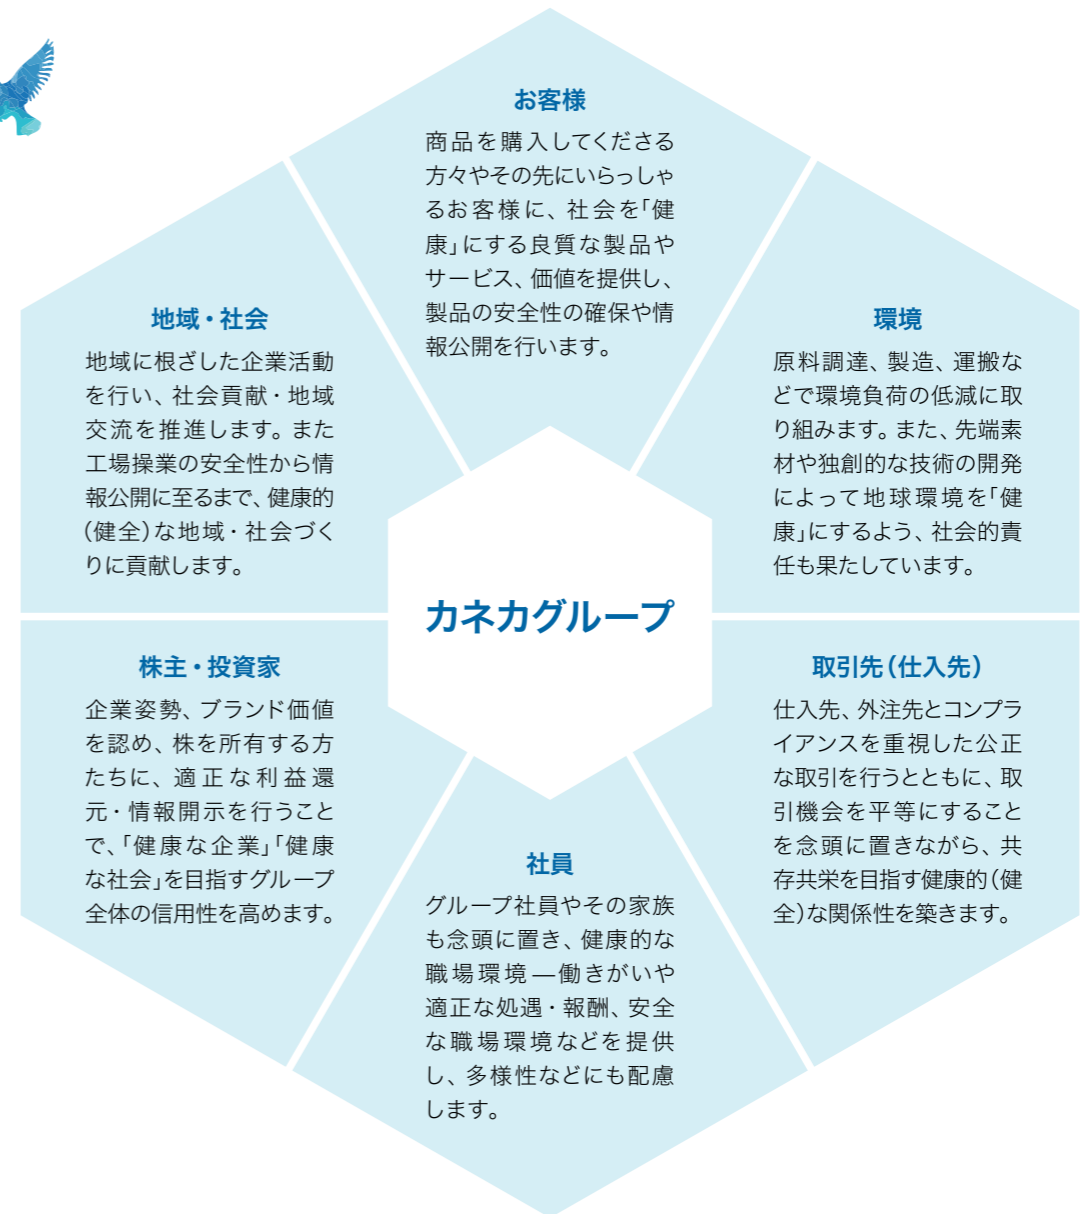 お客様
商品を購入してくださる
方々やその先にいらっしゃ
るお客様に、社会を「健
康」にする良質な製品や
サービス、価値を提供し、
製品の安全性の確保や情
報公開を行います。
地域・社会
地域に根ざした企業活動
を行い、社会貢献・地域
交流を推進します。また
工場操業の安全性から情
報公開に至るまで、健康的
（健全）な地域・社会づく
りに貢献します。
環境
原料調達、製造、運搬な
どで環境負荷の低減に取
り組みます。また、先端素
材や独創的な技術の開発
によって地球環境を「健
康」にするよう、社会的責
任も果たしています。
カネカグループ
株主・投資家
企業姿勢、ブランド価値
を認め、株を所有する方
たちに、適正な利益還
元・情報開示を行うこと
で、「健康な企業」「健康
な社会」を目指すグループ
全体の信用性を高めます。
取引先（仕入先）
仕入先、外注先とコンプラ
イアンスを重視した公正
な取引を行うとともに、取
引機会を平等にすること
を念頭に置きながら、共
存共栄を目指す健康的（健
全）な関係性を築きます。
社員
グループ社員やその家族
も念頭に置き、健康的な
職場環境―働きがいや
適正な処遇・報酬、安全
な職場環境などを提供
し、多様性などにも配慮
します。